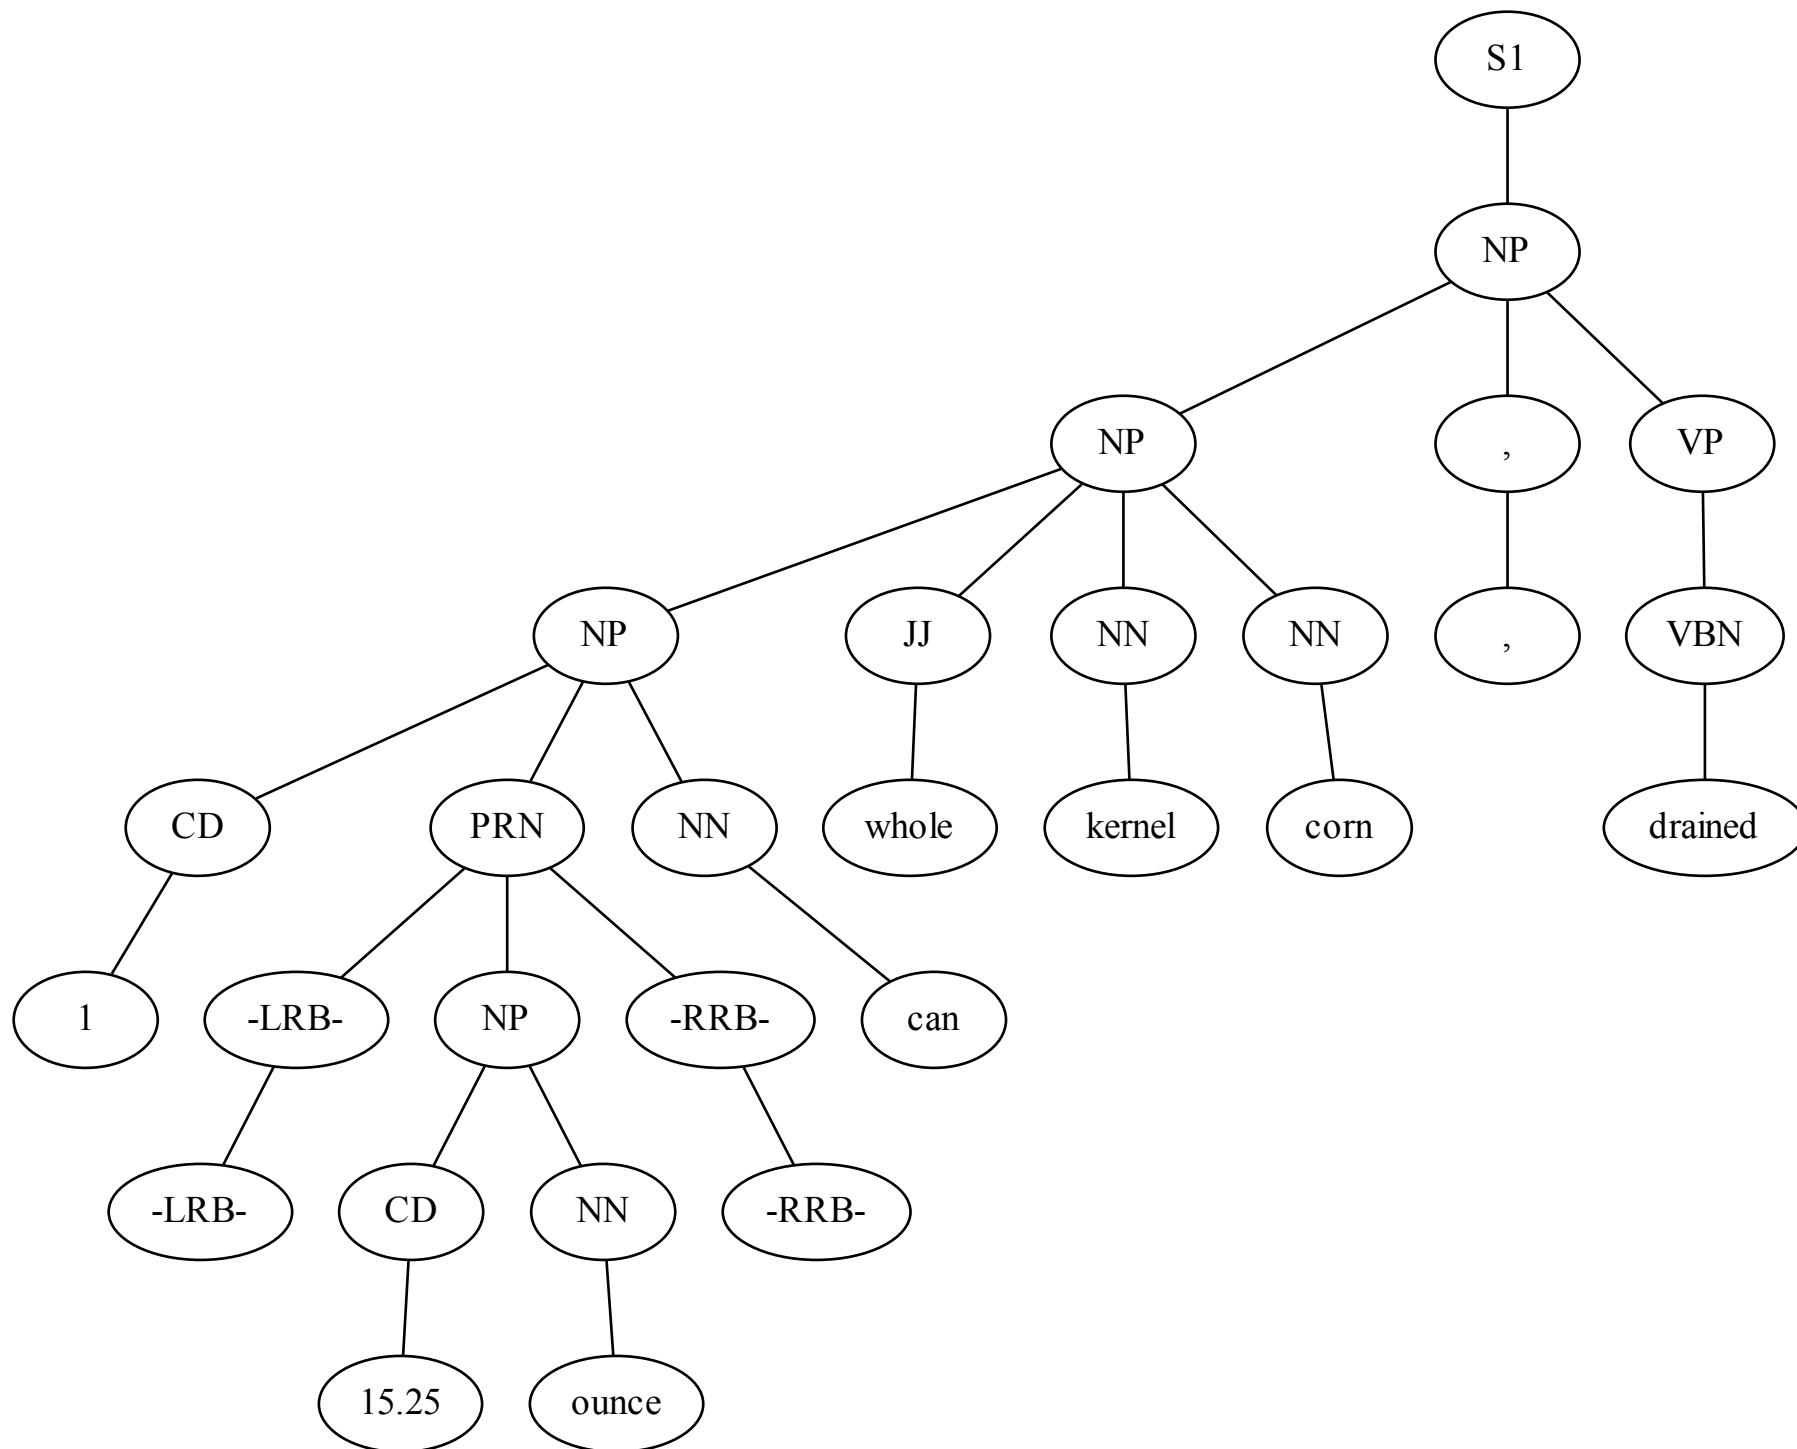 S1
NP
NP , VP
NP JJ NN NN , VBN
CD PRN NN whole kernel corn drained
1 -LRB- NP -RRB- can
-LRB- CD NN -RRB-
15.25 ounce